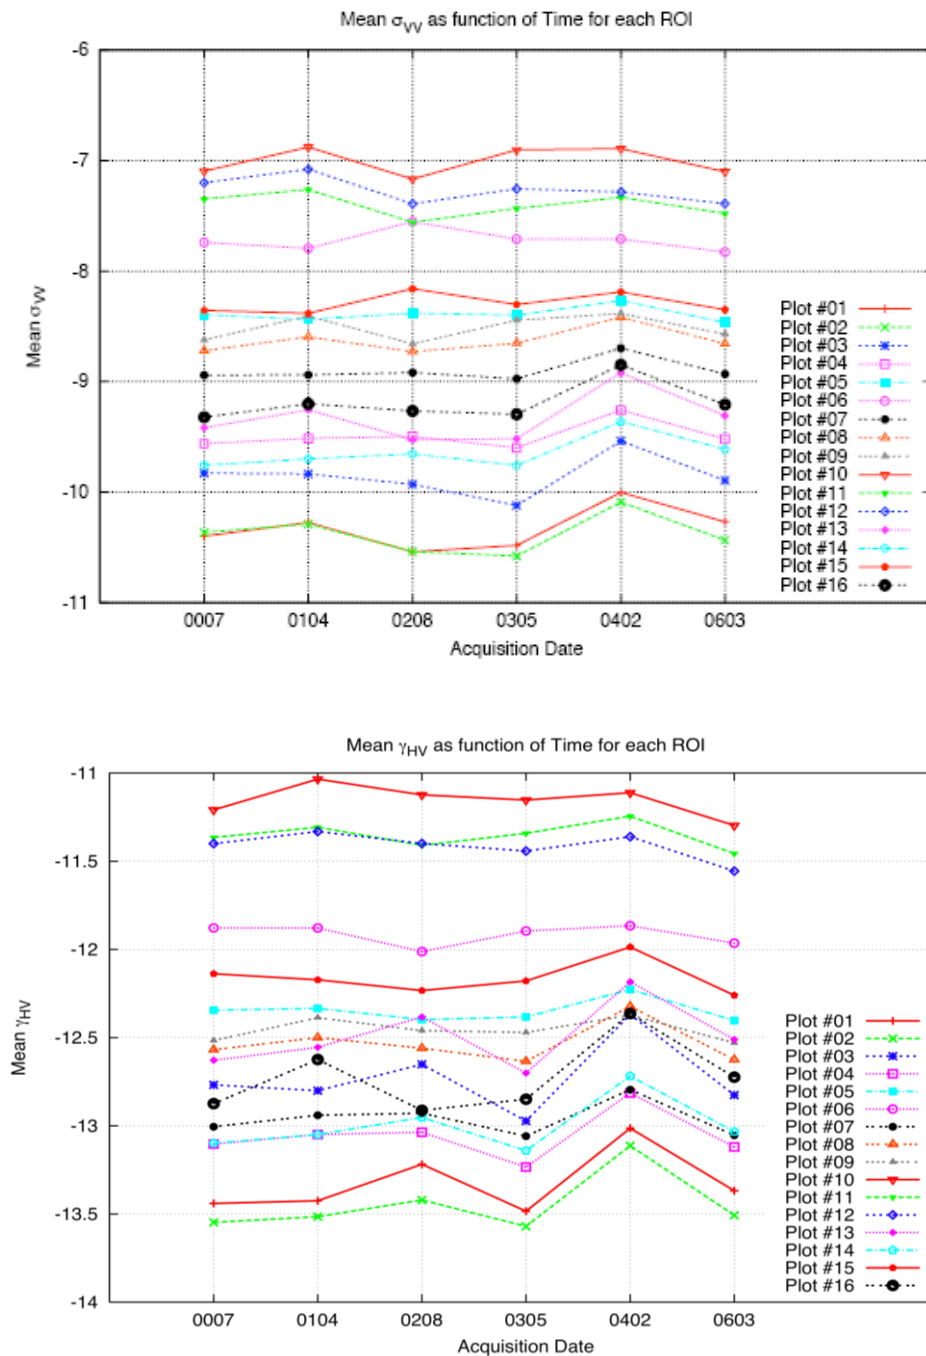 Mean σVV as function of Time for each ROI
-6
-7
-8
-9
-10
-11
Mean σVV
Plot #01
Plot #02
Plot #03
Plot #04
Plot #05
Plot #06
Plot #07
Plot #08
Plot #09
Plot #10
Plot #11
Plot #12
Plot #13
Plot #14
Plot #15
Plot #16
0007 0104 0208 0305 0402 0603
Acquisition Date
Mean γHV as function of Time for each ROI
-11
-11.5
-12
-12.5
-13
-13.5
-14
Mean γHV
Plot #01
Plot #02
Plot #03
Plot #04
Plot #05
Plot #06
Plot #07
Plot #08
Plot #09
Plot #10
Plot #11
Plot #12
Plot #13
Plot #14
Plot #15
Plot #16
0007 0104 0208 0305 0402 0603
Acquisition Date